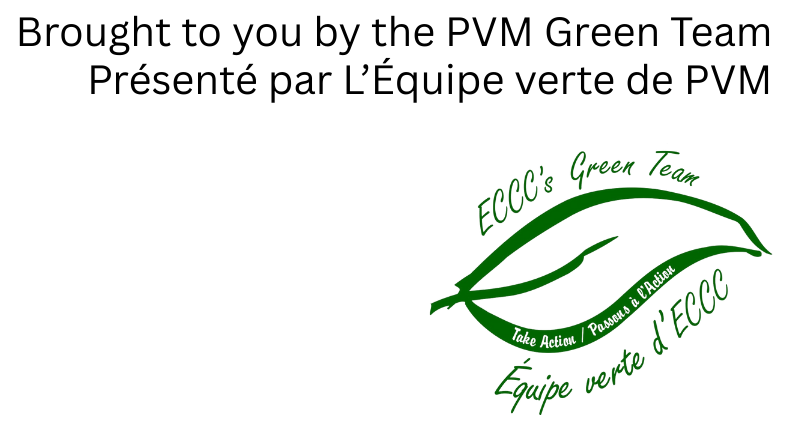 Brought to you by the PVM Green Team
Présenté par L’Équipe verte de PVM
ECCC's Green Team
Take Action / Passons à l'Action
Équipe verte d'ECCC